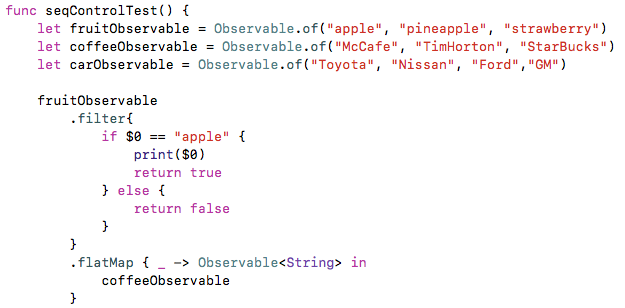 func seqControlTest() {
    let fruitObservable = Observable.of("apple", "pineapple", "strawberry")
    let coffeeObservable = Observable.of("McCafe", "TimHorton", "StarBucks")
    let carObservable = Observable.of("Toyota", "Nissan", "Ford","GM")

    fruitObservable
        .filter{
            if $0 == "apple" {
                print($0)
                return true
            } else {
                return false
            }
        }
        .flatMap { _ -> Observable<String> in
            coffeeObservable
        }